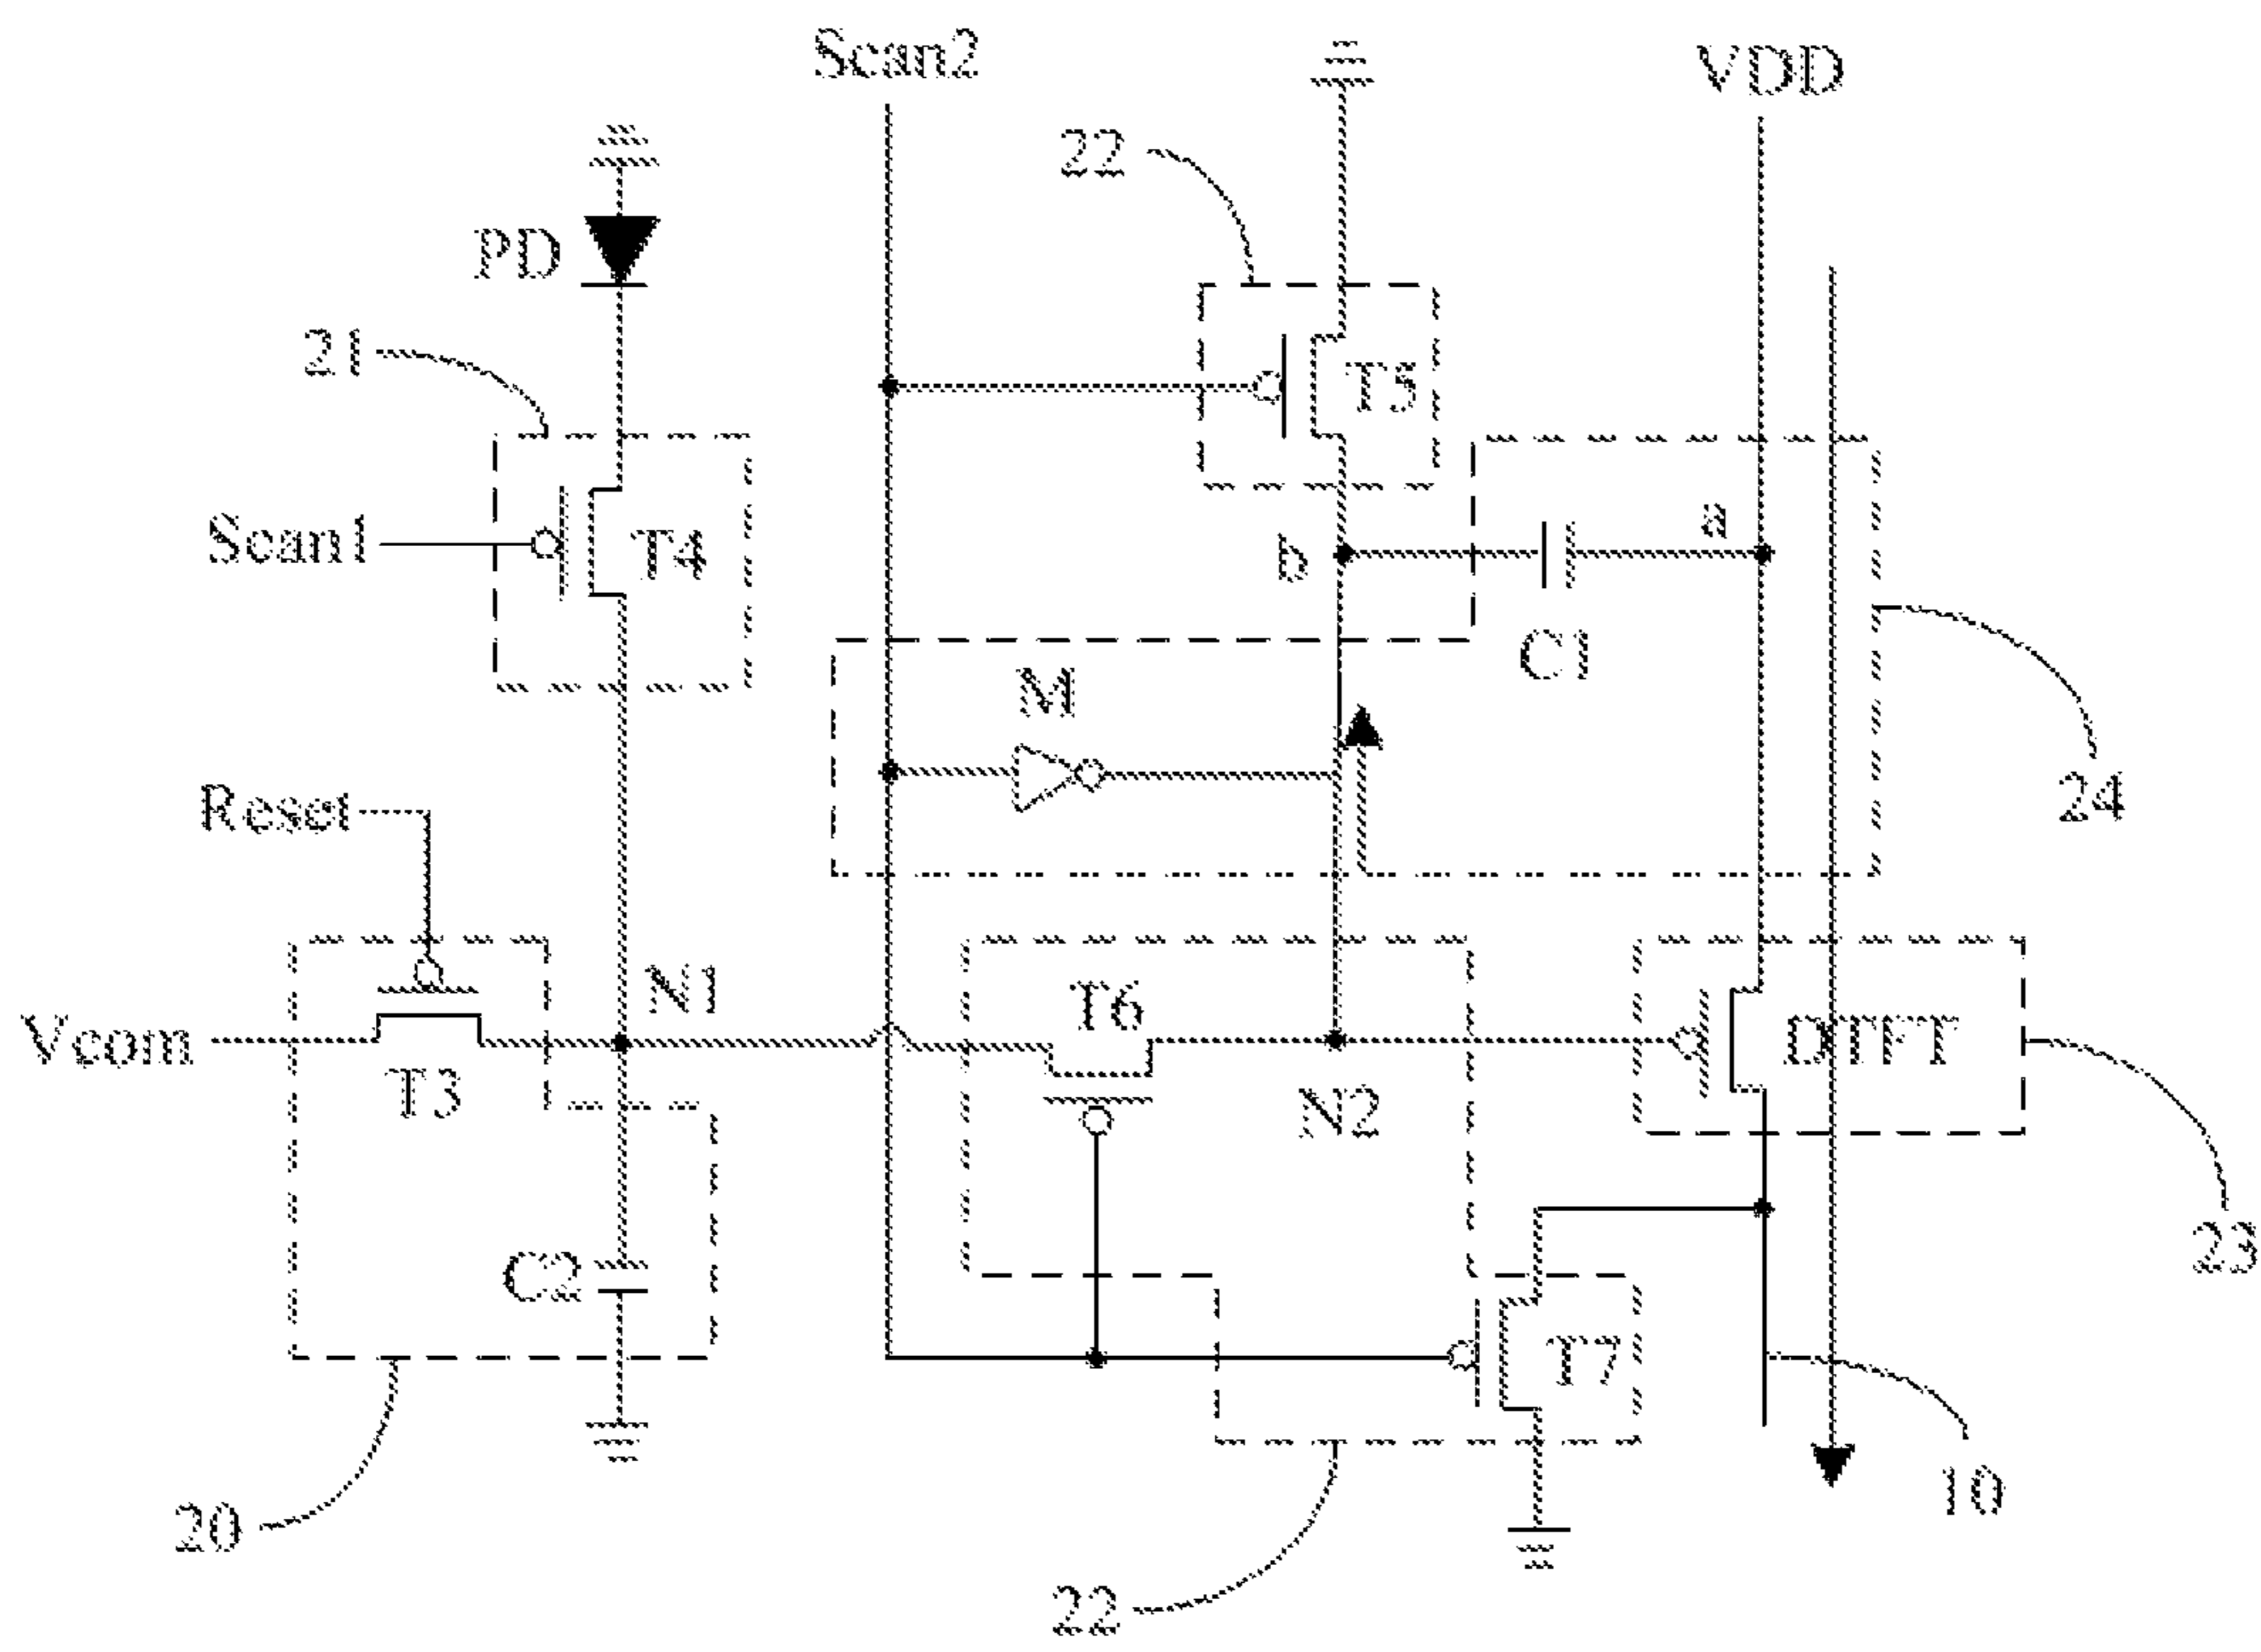 Scan2
VDD
22
PD
21
T5
a
Scan1
T4
b
C1
M
24
Reset
N1
T6
Vcom
DTFT
T3
N2
23
C2
T7
10
20
22